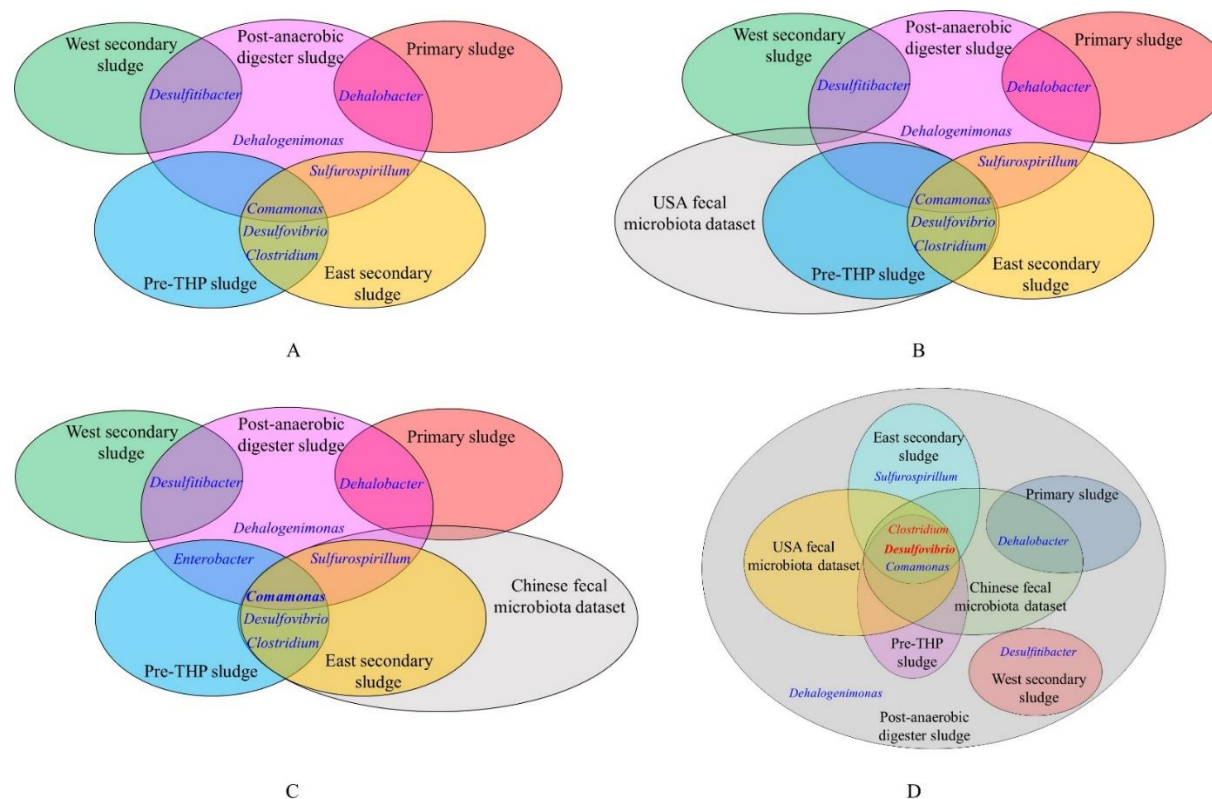 West secondary
sludge
Post-anaerobic
digester sludge
Primary sludge
Desulfitibacter
Dehalobacter
Dehalogenimonas
Sulfurospirillum
Comamonas
Desulfovibrio
Clostridium
Pre-THP sludge
East secondary
sludge
A
West secondary
sludge
Post-anaerobic
digester sludge
Primary sludge
Desulfitibacter
Dehalobacter
Dehalogenimonas
Sulfurospirillum
USA fecal
microbiota dataset
Comamonas
Desulfovibrio
Clostridium
Pre-THP sludge
East secondary
sludge
B
West secondary
sludge
Post-anaerobic
digester sludge
Primary sludge
Desulfitibacter
Dehalobacter
Dehalogenimonas
Enterobacter
Sulfurospirillum
Chinese fecal
microbiota dataset
Comamonas
Desulfovibrio
Clostridium
Pre-THP sludge
East secondary
sludge
C
East secondary
sludge
Sulfurospirillum
Primary sludge
Dehalobacter
USA fecal
microbiota dataset
Clostridium
Desulfovibrio
Comamonas
Chinese fecal
microbiota dataset
Pre-THP
sludge
Desulfitibacter
West secondary
sludge
Dehalogenimonas
Post-anaerobic
digester sludge
D